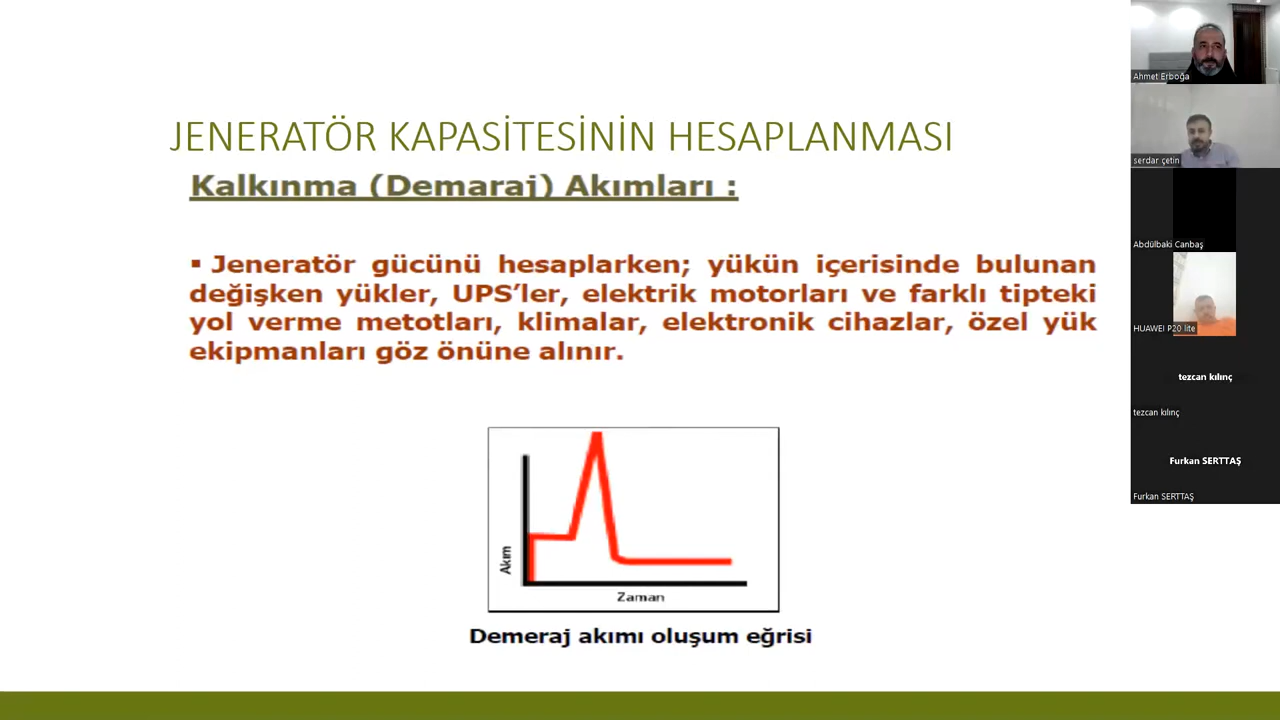 JENERATÖR KAPASİTESİNİN HESAPLANMASI
Kalkınma (Demaraj) Akımları :
▪ Jeneratör gücünü hesaplarken; yükün içerisinde bulunan
değişken yükler, UPS’ler, elektrik motorları ve farklı tipteki
yol verme metotları, klimalar, elektronik cihazlar, özel yük
ekipmanları göz önüne alınır.
Akım
Zaman
Demeraj akımı oluşum eğrisi
Ahmet Erboğa
serdar çetin
Abdülbaki Canbaş
HUAWEI P20 lite
tezcan kılınç
tezcan kılınç
Furkan SERTTAŞ
Furkan SERTTAŞ